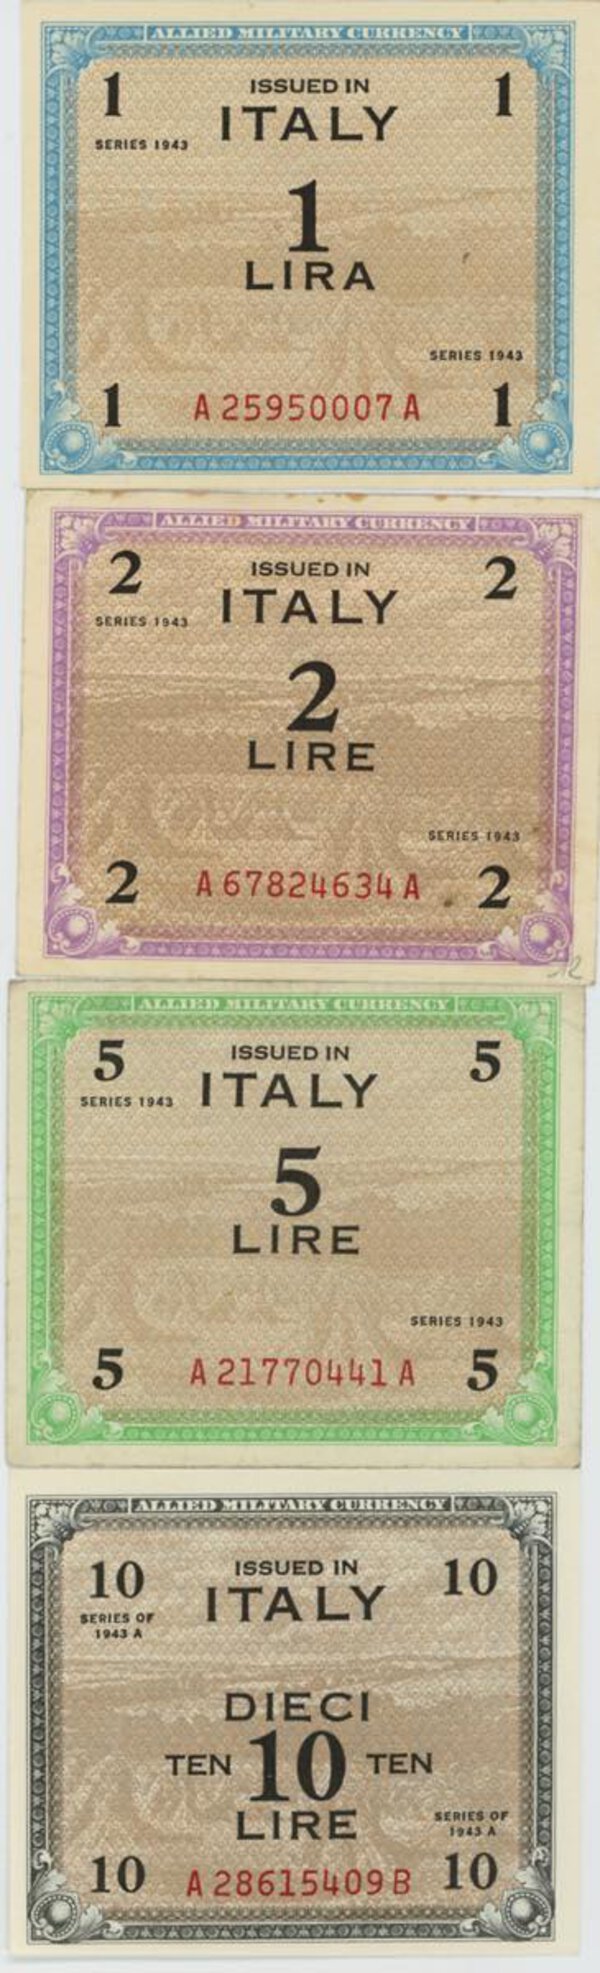 ALLIED MILITARY CURRENCY
1 ISSUED IN 1
SERIES 1943 ITALY
1
LIRA
SERIES 1943
1 A 25950007 A 1
ALLIED MILITARY CURRENCY
2 ISSUED IN 2
SERIES 1943 ITALY
2
LIRE
SERIES 1943
2 A 67824634 A 2
12
ALLIED MILITARY CURRENCY
5 ISSUED IN 5
SERIES 1943 ITALY
5
LIRE
SERIES 1943
5 A 21770441 A 5
ALLIED MILITARY CURRENCY
10 ISSUED IN 10
SERIES OF ITALY
1943 A
DIECI
TEN 10 TEN
LIRE
SERIES OF
1943 A
10 A 28615409 B 10